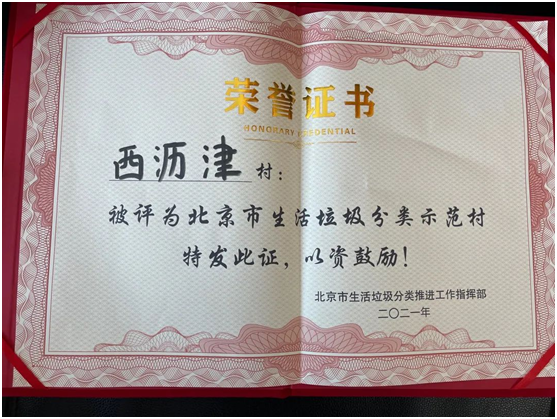 荣誉证书
HONORARY CREDENTIAL
西沥津村：
被评为北京市生活垃圾分类示范村
特发此证，以资鼓励！
北京市生活垃圾分类推进工作指挥部
二〇二一年